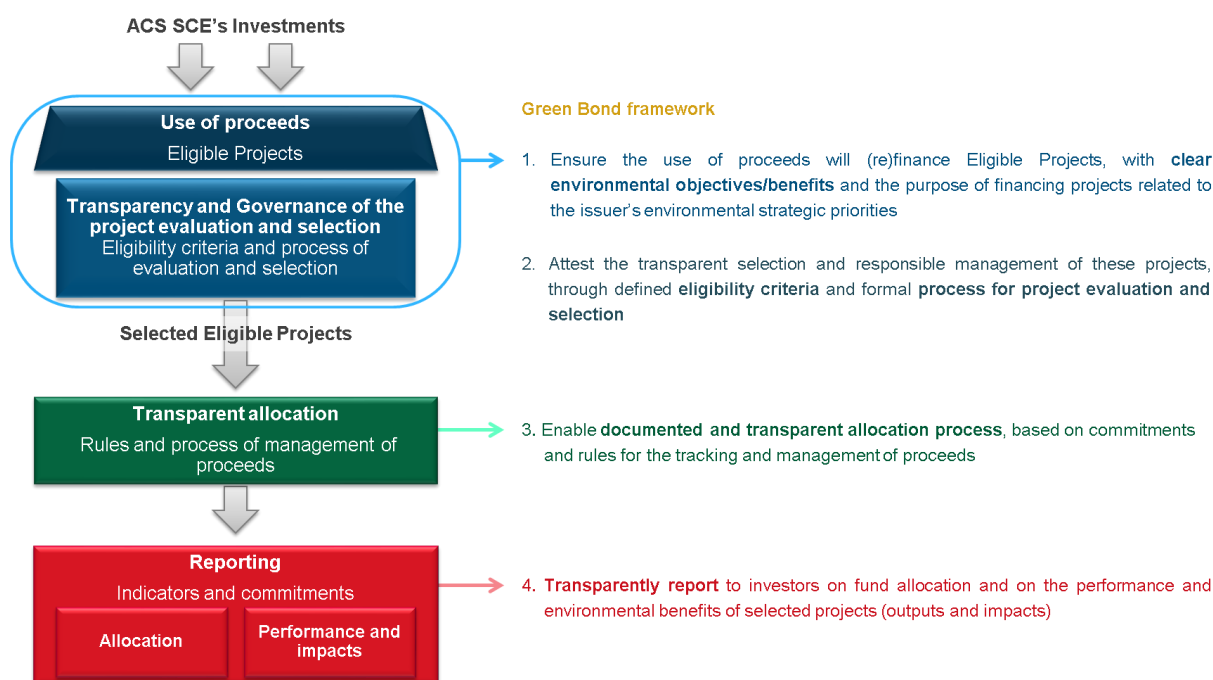 ACS SCE's Investments
Use of proceeds
Eligible Projects
Transparency and Governance of the
project evaluation and selection
Eligibility criteria and process of
evaluation and selection
Selected Eligible Projects
Transparent allocation
Rules and process of management of
proceeds
Reporting
Indicators and commitments
Allocation
Performance and
impacts
Green Bond framework
1. Ensure the use of proceeds will (re)finance Eligible Projects, with clear
environmental objectives/benefits and the purpose of financing projects related to
the issuer's environmental strategic priorities
2. Attest the transparent selection and responsible management of these projects,
through defined eligibility criteria and formal process for project evaluation and
selection
3. Enable documented and transparent allocation process, based on commitments
and rules for the tracking and management of proceeds
4. Transparently report to investors on fund allocation and on the performance and
environmental benefits of selected projects (outputs and impacts)